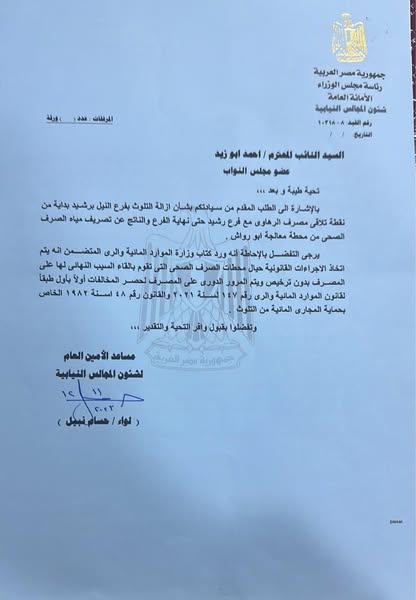 جمهورية مصر العربية
رئاسة مجلس الوزراء
الأمانة العامة
شئون المجالس النيابية
رقم القيد : ٨-١٠٣٦٨
التاريخ : / /
المرفقات : عدد ( ) ورقة
السيد النائب المحترم / احمد ابو زيد
عضو مجلس النواب
تحية طيبة و بعد ،،،
بالإشارة الى الطلب المقدم من سيادتكم بشأن ازالة التلوث بفرع النيل برشيد بداية من
نقطة تلاقى مصرف الرهاوى مع فرع رشيد حتى نهاية الفرع والناتج عن تصريف مياه الصرف
الصحى من محطة معالجة ابو رواش .
يرجى التفضل بالإحاطة أنه ورد كتاب وزارة الموارد المائية والرى المتضمن انه يتم
اتخاذ الاجراءات القانونية حيال محطات الصرف الصحى التى تقوم بالقاء السيب النهائى لها على
المصرف بدون ترخيص ويتم المرور الدورى على المصرف لحصر المخالفات أولاً بأول طبقاً
لقانون الموارد المائية والرى رقم ١٤٧ لسنة ٢٠٢١ والقانون رقم ٤٨ لسنة ١٩٨٢ الخاص
بحماية المجارى المائية من التلوث
وتفضلوا بقبول وافر التحية والتقدير ،،،
جمهورية مصر العربية
مساعد الأمين العام
لشئون المجالس النيابية
١١
١٢
٢٠٢٣
( لواء / حسام نبيل )